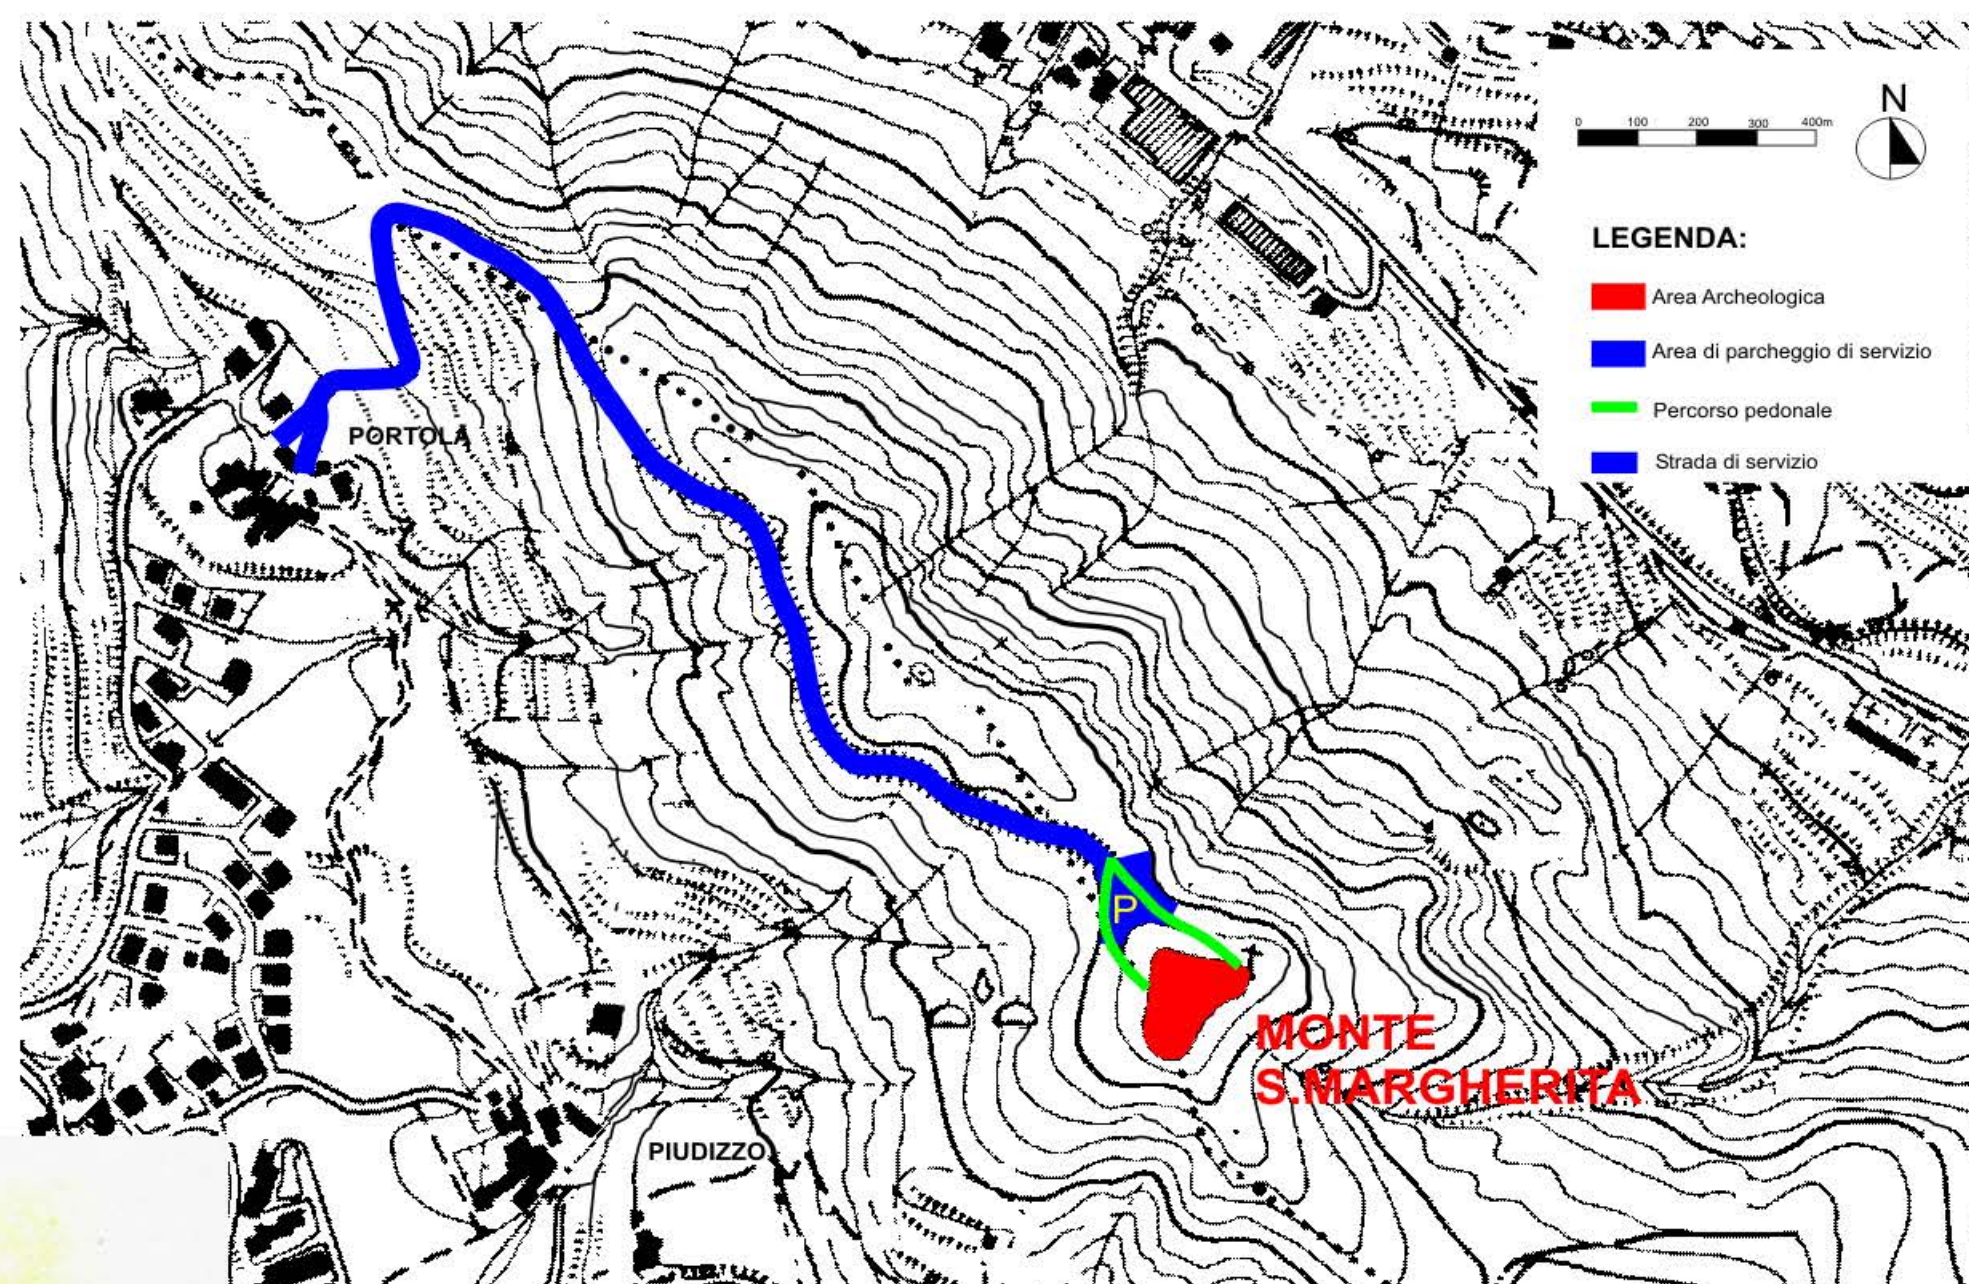 N
0 100 200 300 400m
LEGENDA:
Area Archeologica
Area di parcheggio di servizio
Percorso pedonale
Strada di servizio
PORTOLA
P
MONTE
S.MARGHERITA
PIUDIZZO